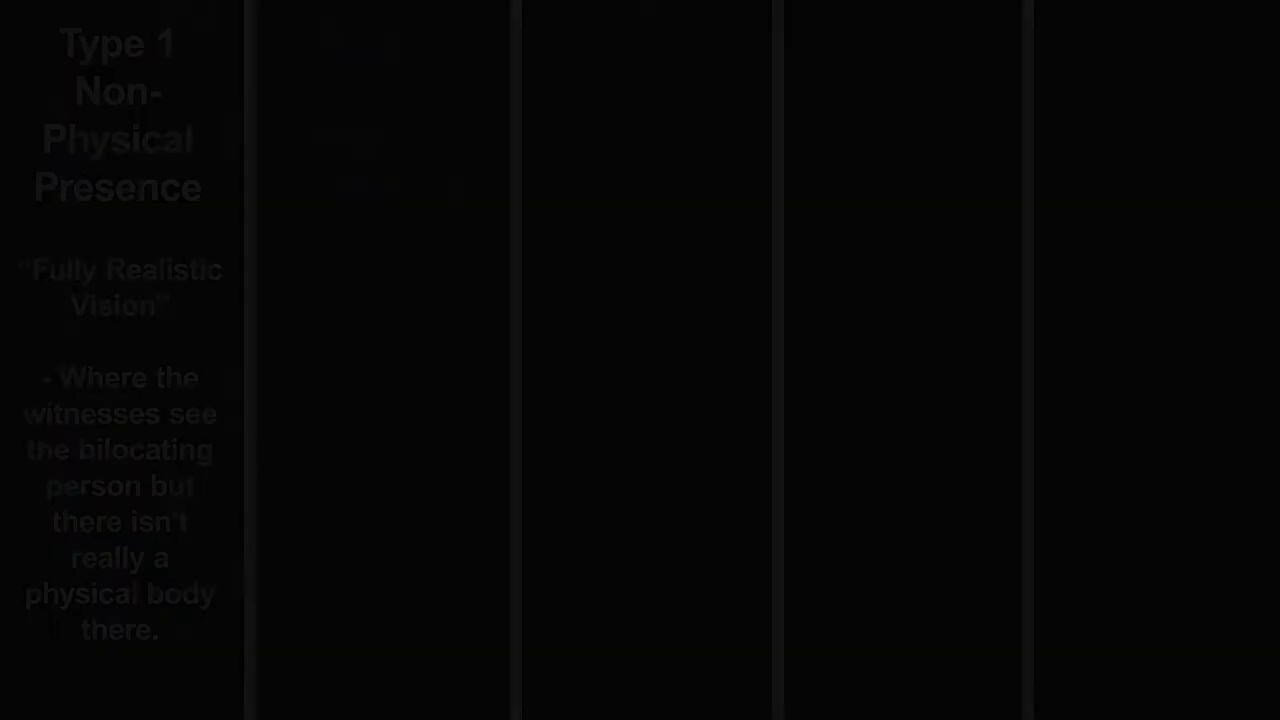 Type 1
Non-
Physical
Presence
"Fully Realistic
Vision"
- Where the
witnesses see
the bilocating
person but
there isn't
really a
physical body
there.